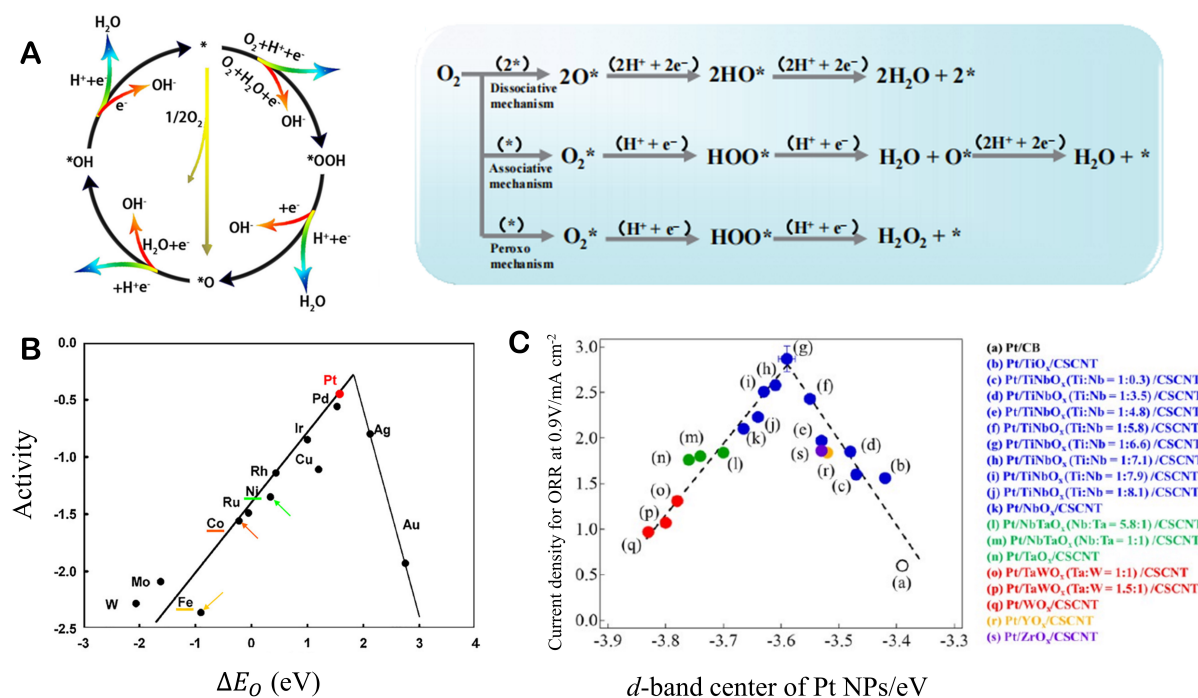 A
H₂O
*
O₂+H⁺+e⁻
O₂+H₂O+e⁻
H⁺+e⁻
OH⁻
e⁻
OH⁻
1/2O₂
*OH
*OOH
OH⁻
OH⁻
+e⁻
H₂O+e⁻
H⁺+e⁻
+H⁺e⁻
*O
H₂O
O₂ (2*) 2O* (2H⁺ + 2e⁻) 2HO* (2H⁺ + 2e⁻) 2H₂O + 2*
Dissociative
mechanism
(*) O₂* (H⁺ + e⁻) HOO* (H⁺ + e⁻) H₂O + O* (2H⁺ + 2e⁻) H₂O + *
Associative
mechanism
(*) O₂* (H⁺ + e⁻) HOO* (H⁺ + e⁻) H₂O₂ + *
Peroxo
mechanism
B
Activity
0.0
-0.5
-1.0
-1.5
-2.0
-2.5
Pt
Pd
Ag
Ir
Cu
Rh
Ni
Ru
Co
Au
Mo
W
Fe
-3 -2 -1 0 1 2 3 4
ΔE_O (eV)
C
Current density for ORR at 0.9V/mA cm⁻²
3.0
2.5
2.0
1.5
1.0
0.5
0.0
(g)
(h)
(i)
(f)
(j)
(k)
(e)
(m)
(n)
(l)
(s)
(d)
(r)
(b)
(c)
(o)
(p)
(q)
(a)
-3.9 -3.8 -3.7 -3.6 -3.5 -3.4 -3.3
d-band center of Pt NPs/eV
(a) Pt/CB
(b) Pt/TiOₓ/CSCNT
(c) Pt/TiNbOₓ (Ti:Nb = 1:0.3) /CSCNT
(d) Pt/TiNbOₓ (Ti:Nb = 1:3.5) /CSCNT
(e) Pt/TiNbOₓ (Ti:Nb = 1:4.8) /CSCNT
(f) Pt/TiNbOₓ (Ti:Nb = 1:5.8) /CSCNT
(g) Pt/TiNbOₓ (Ti:Nb = 1:6.6) /CSCNT
(h) Pt/TiNbOₓ (Ti:Nb = 1:7.1) /CSCNT
(i) Pt/TiNbOₓ (Ti:Nb = 1:7.9) /CSCNT
(j) Pt/TiNbOₓ (Ti:Nb = 1:8.1) /CSCNT
(k) Pt/NbOₓ/CSCNT
(l) Pt/NbTaOₓ (Nb:Ta = 5.8:1) /CSCNT
(m) Pt/NbTaOₓ (Nb:Ta = 1:1) /CSCNT
(n) Pt/TaOₓ/CSCNT
(o) Pt/TaWOₓ (Ta:W = 1:1) /CSCNT
(p) Pt/TaWOₓ (Ta:W = 1.5:1) /CSCNT
(q) Pt/WOₓ/CSCNT
(r) Pt/YOₓ/CSCNT
(s) Pt/ZrOₓ/CSCNT